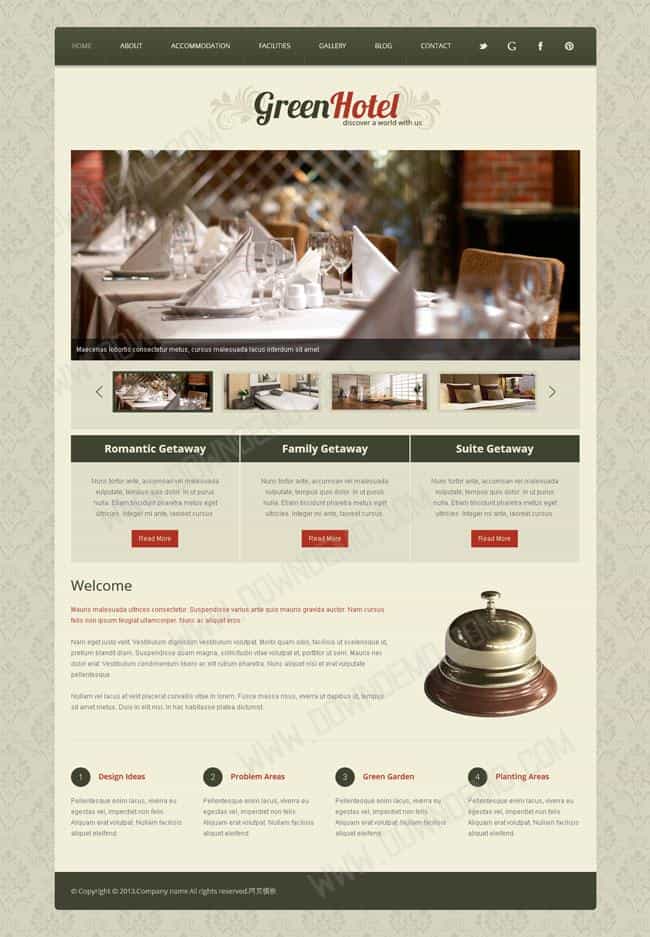 HOME ABOUT ACCOMMODATION FACILITIES GALLERY BLOG CONTACT
GreenHotel
discover a world with us
Maecenas lobortis consectetur metus, cursus malesuada lacus interdum sit amet.
Romantic Getaway Family Getaway Suite Getaway
Nunc tortor ante, accumsan vel malesuada Nunc tortor ante, accumsan vel malesuada Nunc tortor ante, accumsan vel malesuada
vulputate, tempus quis dolor. In ut purus vulputate, tempus quis dolor. In ut purus vulputate, tempus quis dolor. In ut purus
nulla. Etiam tincidunt pharetra metus eget nulla. Etiam tincidunt pharetra metus eget nulla. Etiam tincidunt pharetra metus eget
ultricies. Integer mi ante, laoreet cursus ultricies. Integer mi ante, laoreet cursus ultricies. Integer mi ante, laoreet cursus
Read More Read More Read More
Welcome
Mauris malesuada ultrices consectetur. Suspendisse varius ante quis mauris gravida auctor. Nam cursus
felis non ipsum feugiat ullamcorper. Nunc ac aliquet eros.
Nam eget justo velit. Vestibulum dignissim vestibulum volutpat. Morbi quam odio, facilisis ut scelerisque id,
pretium blandit diam. Suspendisse quam magna, sollicitudin vitae volutpat et, porttitor ut sem. Mauris nec
dolor erat. Vestibulum condimentum libero ac elit rutrum pharetra. Nunc aliquet nisi et erat vulputate
pellentesque.
Nullam vel lacus at velit placerat convallis vitae in lorem. Fusce massa risus, viverra ut dapibus ut, tempus
sit amet metus. Duis in elit nisi. In hac habitasse platea dictumst.
1 Design Ideas 2 Problem Areas 3 Green Garden 4 Planting Areas
Pellentesque enim lacus, viverra eu Pellentesque enim lacus, viverra eu Pellentesque enim lacus, viverra eu Pellentesque enim lacus, viverra eu
egestas vel, imperdiet non felis. egestas vel, imperdiet non felis. egestas vel, imperdiet non felis. egestas vel, imperdiet non felis.
Aliquam erat volutpat. Nullam facilisis Aliquam erat volutpat. Nullam facilisis Aliquam erat volutpat. Nullam facilisis Aliquam erat volutpat. Nullam facilisis
aliquet eleifend. aliquet eleifend. aliquet eleifend. aliquet eleifend.
© Copyright © 2013.Company name All rights reserved.网页模板
WWW.DOWNDEMO.COM